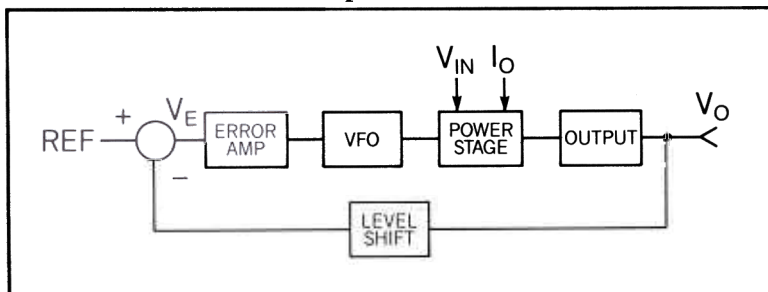 V_IN I_O
REF + V_E ERROR AMP VFO POWER STAGE OUTPUT V_O
−
LEVEL SHIFT